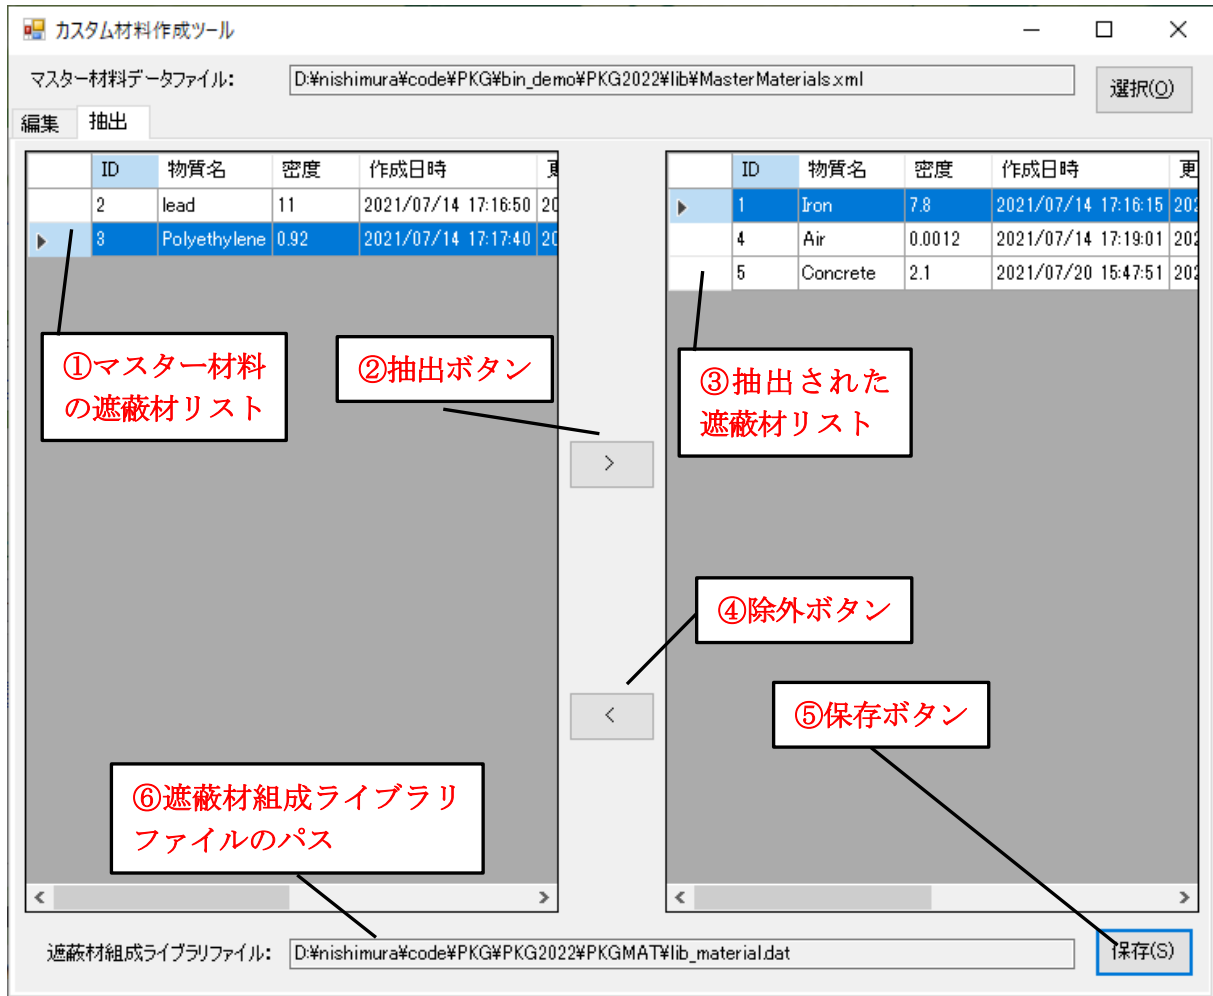 カスタム材料作成ツール
マスター材料データファイル: D:¥nishimura¥code¥PKG¥bin_demo¥PKG2022¥lib¥MasterMaterials.xml 選択(O)
編集 抽出
ID 物質名 密度 作成日時
2 lead 11 2021/07/14 17:16:50 20
3 Polyethylene 0.92 2021/07/14 17:17:40 20
ID 物質名 密度 作成日時 更
1 Iron 7.8 2021/07/14 17:16:15 202
4 Air 0.0012 2021/07/14 17:19:01 202
5 Concrete 2.1 2021/07/20 15:47:51 202
①マスター材料
の遮蔽材リスト
②抽出ボタン
③抽出された
遮蔽材リスト
>
④除外ボタン
<
⑤保存ボタン
⑥遮蔽材組成ライブラリ
ファイルのパス
遮蔽材組成ライブラリファイル: D:¥nishimura¥code¥PKG¥PKG2022¥PKGMAT¥lib_material.dat 保存(S)